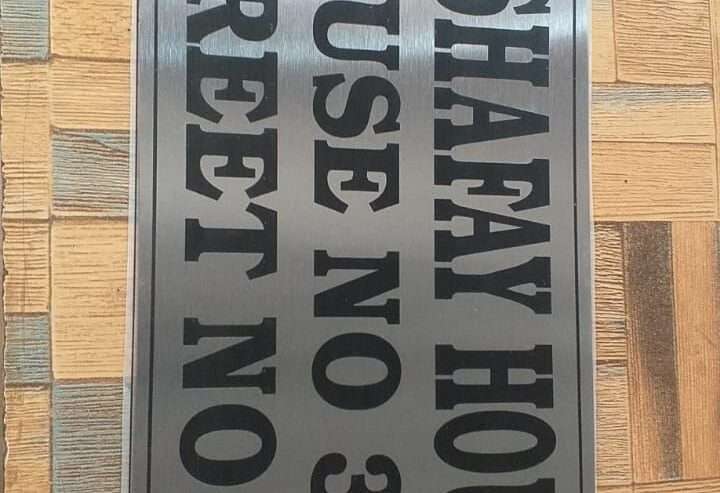 SHAFAY HOU
USE NO 3
REET NO